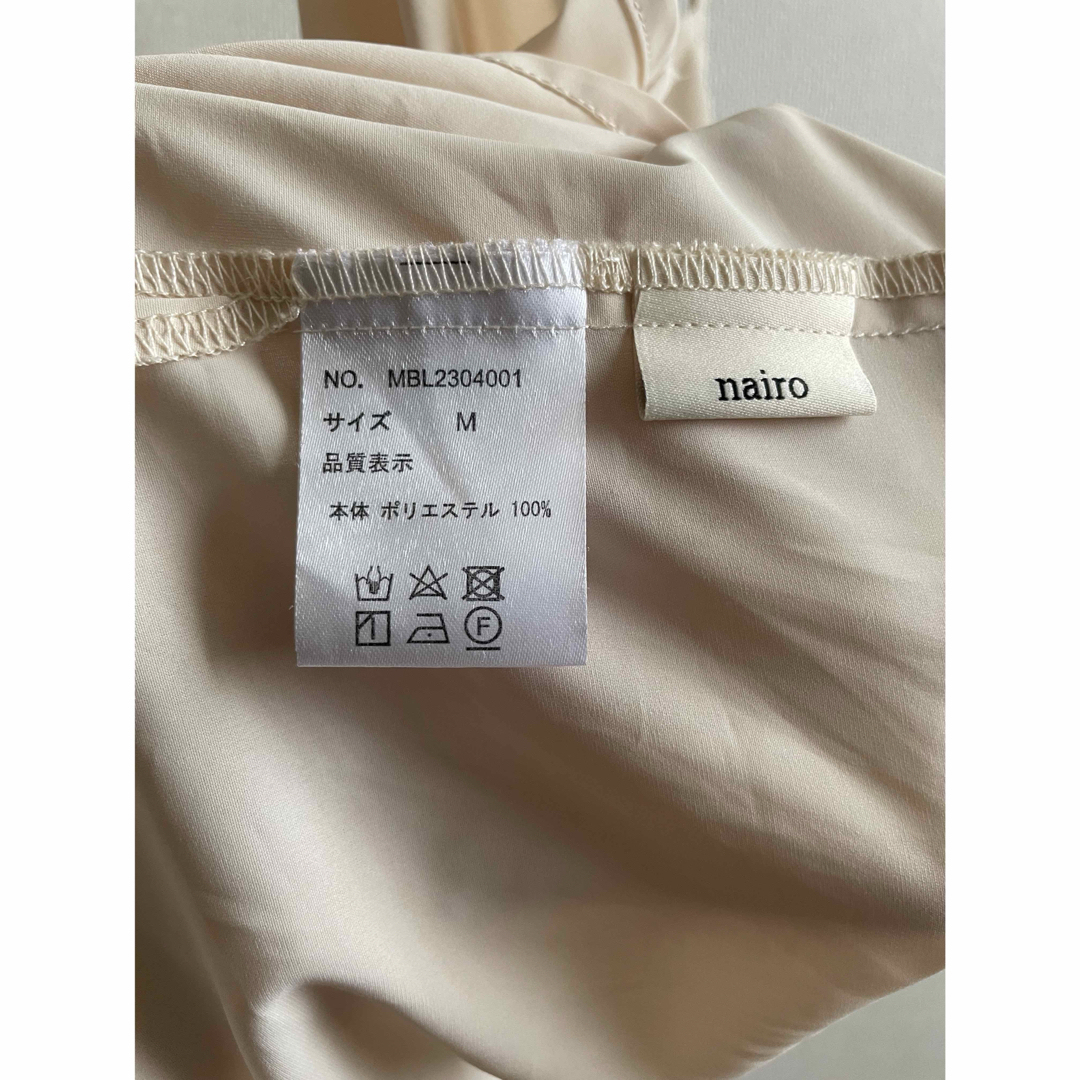 NO. MBL2304001
サイズ M
品質表示
本体 ポリエステル 100%
F
nairo